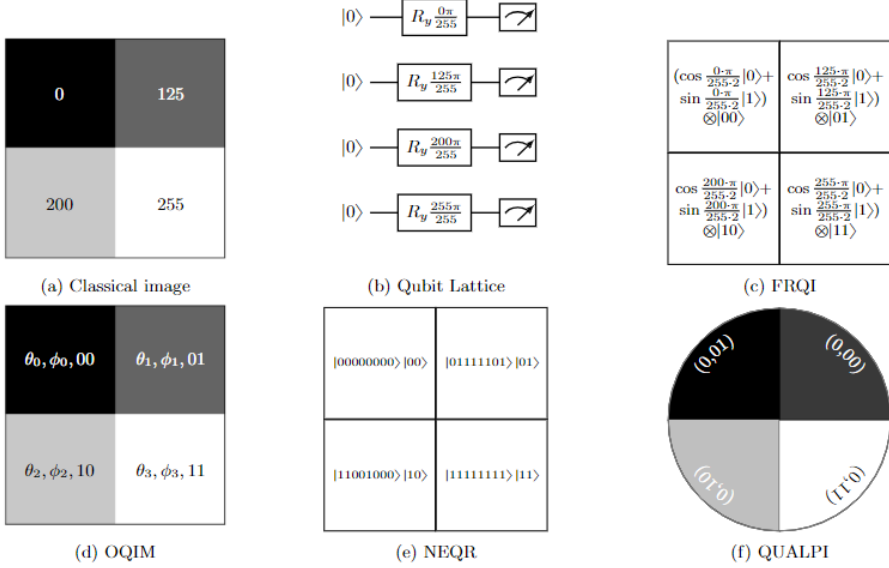 0
125
200
255
(a) Classical image
|0⟩ R_y 0π/255
|0⟩ R_y 125π/255
|0⟩ R_y 200π/255
|0⟩ R_y 255π/255
(b) Qubit Lattice
(cos 0·π/255·2 |0⟩+
sin 0·π/255·2 |1⟩)
⊗|00⟩
cos 125·π/255·2 |0⟩+
sin 125·π/255·2 |1⟩)
⊗|01⟩
cos 200·π/255·2 |0⟩+
sin 200·π/255·2 |1⟩)
⊗|10⟩
cos 255·π/255·2 |0⟩+
sin 255·π/255·2 |1⟩)
⊗|11⟩
(c) FRQI
θ₀, ϕ₀, 00
θ₁, ϕ₁, 01
θ₂, ϕ₂, 10
θ₃, ϕ₃, 11
(d) OQIM
|00000000⟩ |00⟩
|01111101⟩ |01⟩
|11001000⟩ |10⟩
|11111111⟩ |11⟩
(e) NEQR
(0,01)
(0,00)
(0,10)
(0,11)
(f) QUALPI